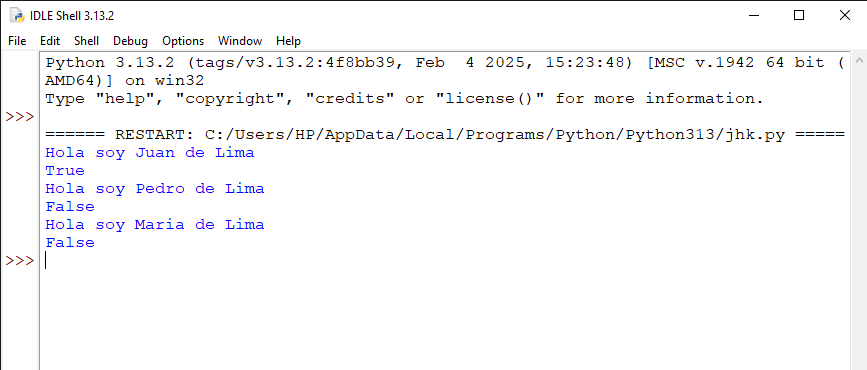 IDLE Shell 3.13.2
File Edit Shell Debug Options Window Help
Python 3.13.2 (tags/v3.13.2:4f8bb39, Feb  4 2025, 15:23:48) [MSC v.1942 64 bit (
AMD64)] on win32
Type "help", "copyright", "credits" or "license()" for more information.
>>>
====== RESTART: C:/Users/HP/AppData/Local/Programs/Python/Python313/jhk.py =====
Hola soy Juan de Lima
True
Hola soy Pedro de Lima
False
Hola soy Maria de Lima
False
>>>